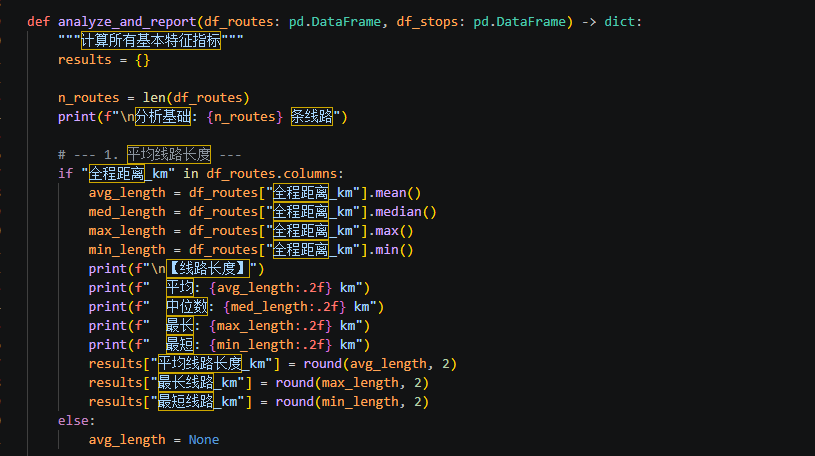 def analyze_and_report(df_routes: pd.DataFrame, df_stops: pd.DataFrame) -> dict:
    """计算所有基本特征指标"""
    results = {}

    n_routes = len(df_routes)
    print(f"\n分析基础: {n_routes} 条线路")

    # --- 1. 平均线路长度 ---
    if "全程距离_km" in df_routes.columns:
        avg_length = df_routes["全程距离_km"].mean()
        med_length = df_routes["全程距离_km"].median()
        max_length = df_routes["全程距离_km"].max()
        min_length = df_routes["全程距离_km"].min()
        print(f"\n【线路长度】")
        print(f"  平均: {avg_length:.2f} km")
        print(f"  中位数: {med_length:.2f} km")
        print(f"  最长: {max_length:.2f} km")
        print(f"  最短: {min_length:.2f} km")
        results["平均线路长度_km"] = round(avg_length, 2)
        results["最长线路_km"] = round(max_length, 2)
        results["最短线路_km"] = round(min_length, 2)
    else:
        avg_length = None